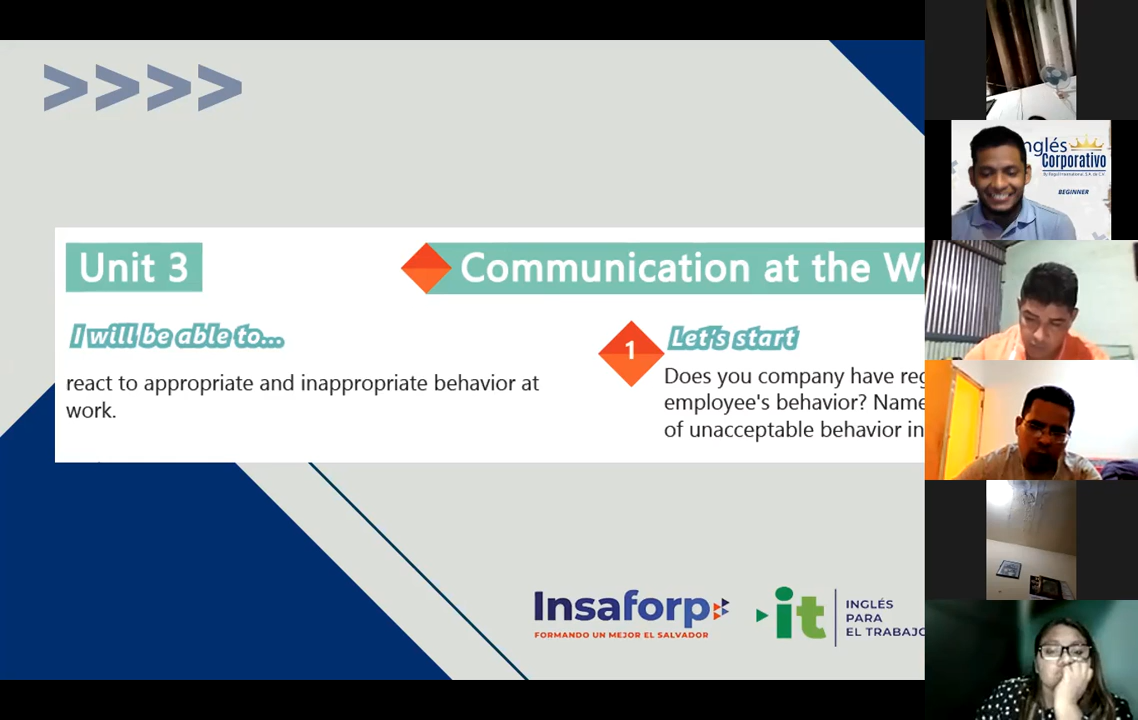 >>>>
Unit 3
Communication at the Wo
I will be able to...
react to appropriate and inappropriate behavior at
work.
1
Let's start
Does you company have reg
employee's behavior? Name
of unacceptable behavior in
Insaforp
FORMANDO UN MEJOR EL SALVADOR
it
INGLÉS
PARA
EL TRABAJO
nglés
Corporativo
BEGINNER